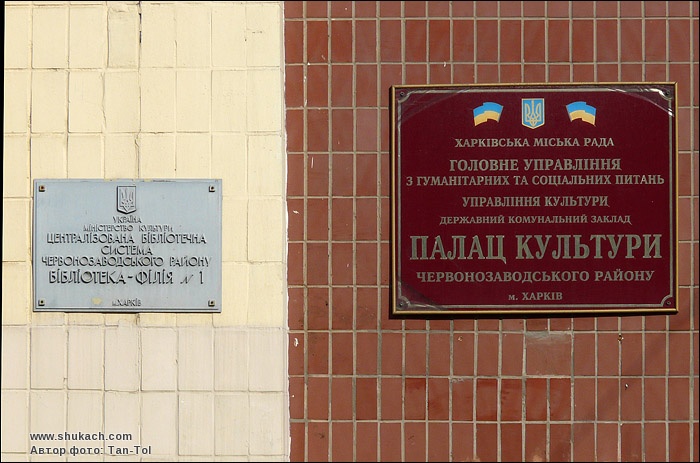 УКРАЇНА
МІНІСТЕРСТВО КУЛЬТУРИ
ЦЕНТРАЛІЗОВАНА БІБЛІОТЕЧНА
СИСТЕМА
ЧЕРВОНОЗАВОДСЬКОГО РАЙОНУ
БІБЛІОТЕКА-ФІЛІЯ № 1
м. ХАРКІВ
ХАРКІВСЬКА МІСЬКА РАДА
ГОЛОВНЕ УПРАВЛІННЯ
З ГУМАНІТАРНИХ ТА СОЦІАЛЬНИХ ПИТАНЬ
УПРАВЛІННЯ КУЛЬТУРИ
ДЕРЖАВНИЙ КОМУНАЛЬНИЙ ЗАКЛАД
ПАЛАЦ КУЛЬТУРИ
ЧЕРВОНОЗАВОДСЬКОГО РАЙОНУ
м. ХАРКІВ
www.shukach.com
Автор фото: Tan-Tol